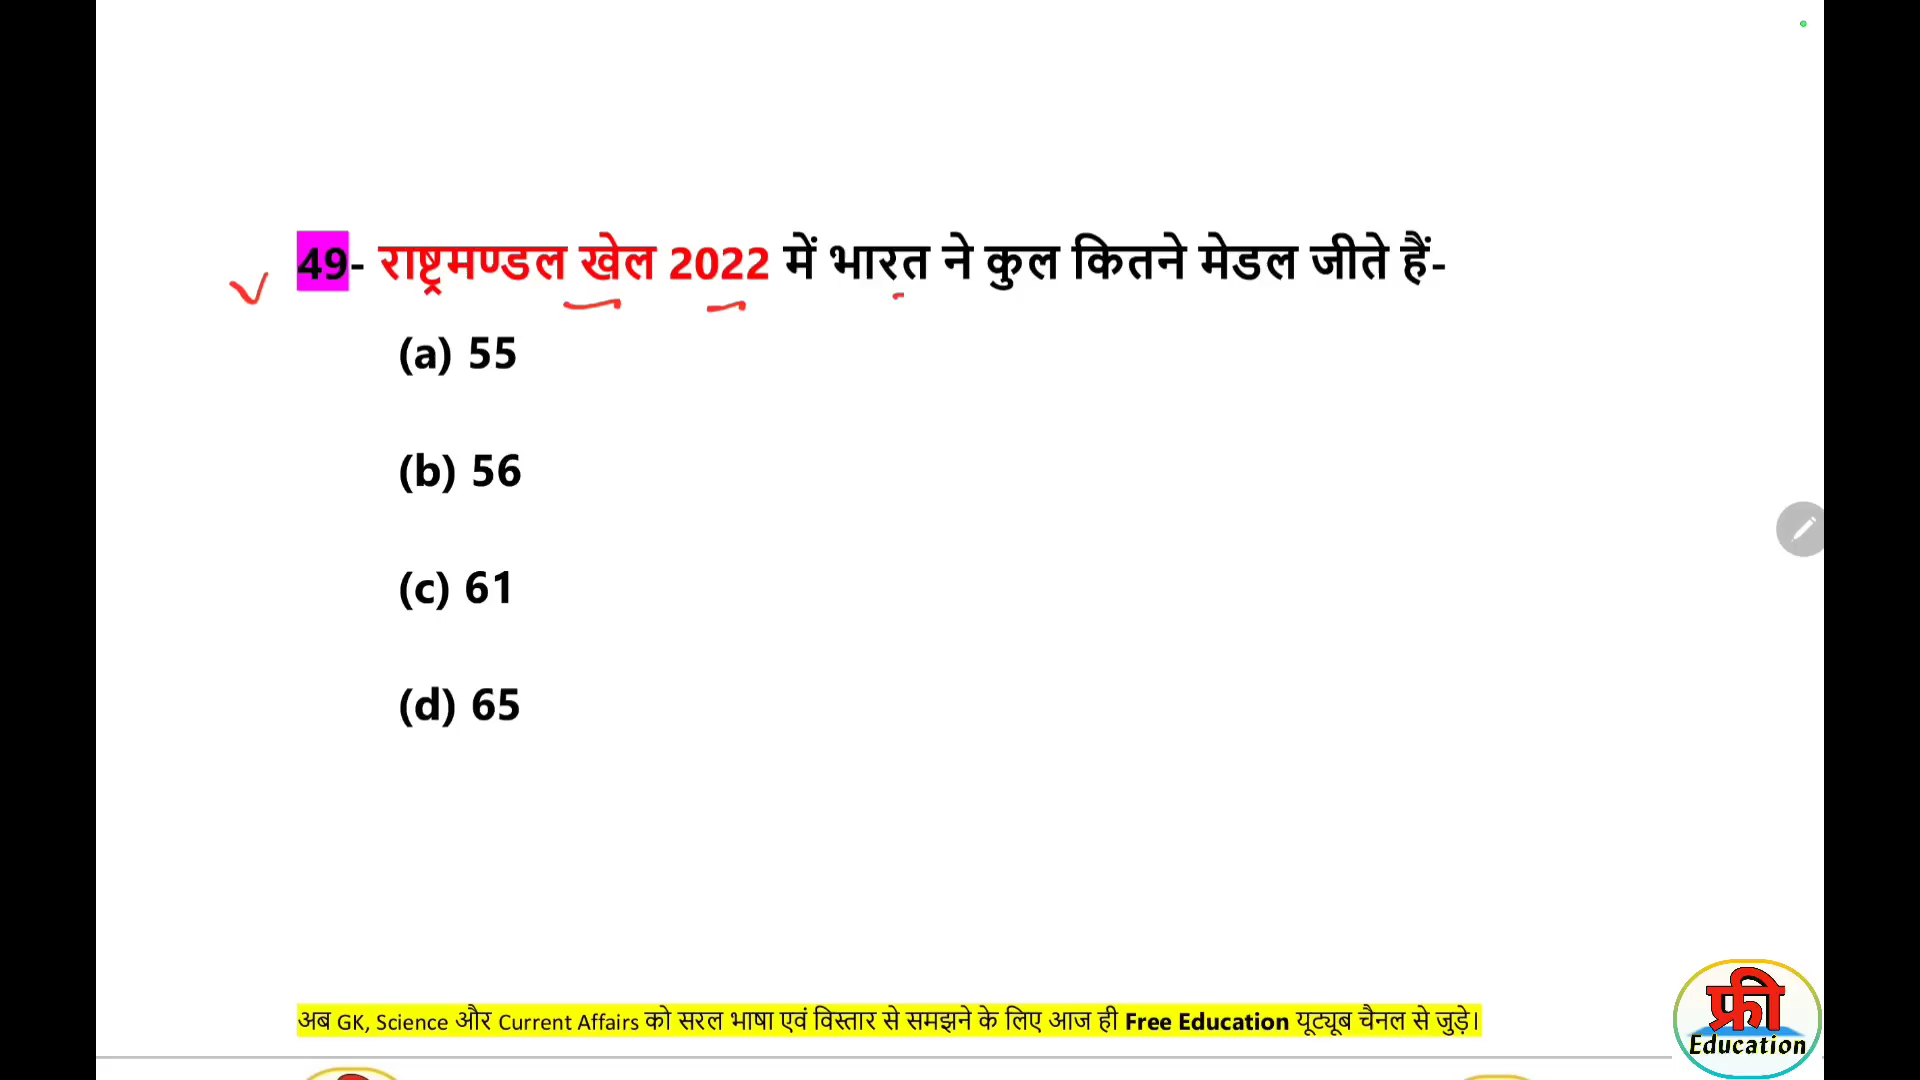 49- राष्ट्रमण्डल खेल 2022 में भारत ने कुल कितने मेडल जीते हैं-
(a) 55
(b) 56
(c) 61
(d) 65
अब GK, Science और Current Affairs को सरल भाषा एवं विस्तार से समझने के लिए आज ही Free Education यूट्यूब चैनल से जुड़े।
फ्री
Education